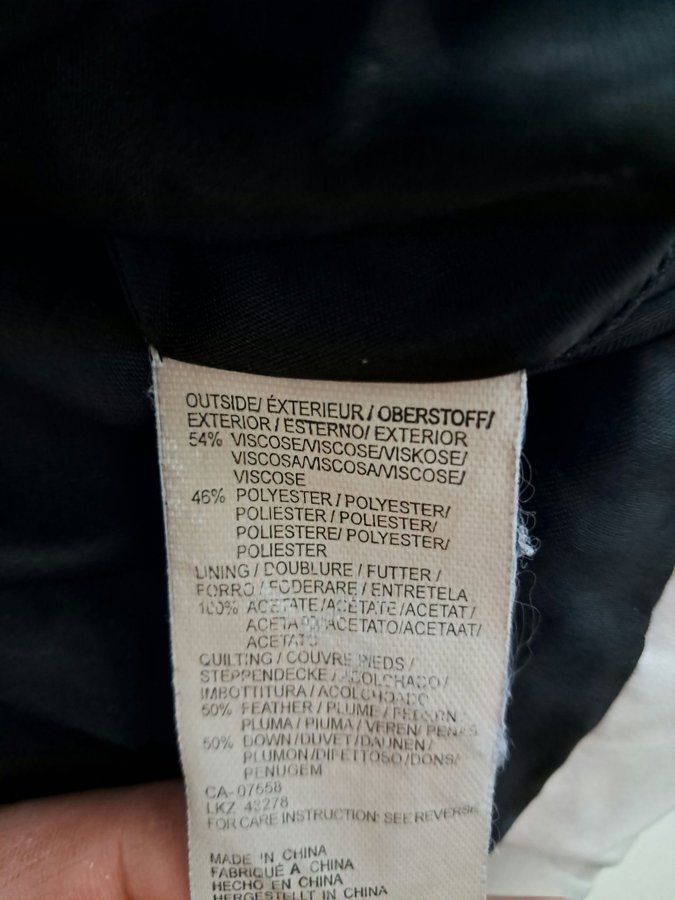 OUTSIDE/ ÉXTERIEUR / OBERSTOFF/
EXTERIOR / ESTERNO/ EXTERIOR
54% VISCOSE/VISCOSE/VISKOSE/
VISCOSA/VISCOSA/VISCOSE/
VISCOSE
46% POLYESTER / POLYESTER/
POLIESTER / POLIESTER/
POLIESTERE/ POLYESTER/
POLIESTER
LINING / DOUBLURE / FUTTER /
FORRO / FODERARE / ENTRETELA
100% ACETATE/ACÉTATE/ACETAT/
ACETATO/ACETAAT/
ACETATO
QUILTING / COUVRE PIEDS /
STEPPENDECKE / ACOLCHADO /
IMBOTTITURA / ACOLCHOADO
50% FEATHER / PLUME / FEDERN
PLUMA / PIUMA / VEREN/ PENAS
50% DOWN/DUVET/DAUNEN/
PLUMON/DIFETTOSO/DONS/
PENUGEM
CA-07558
LKZ 43278
FOR CARE INSTRUCTION: SEE REVERSE
MADE IN CHINA
FABRIQUÉ A CHINA
HECHO EN CHINA
HERGESTELLT IN CHINA